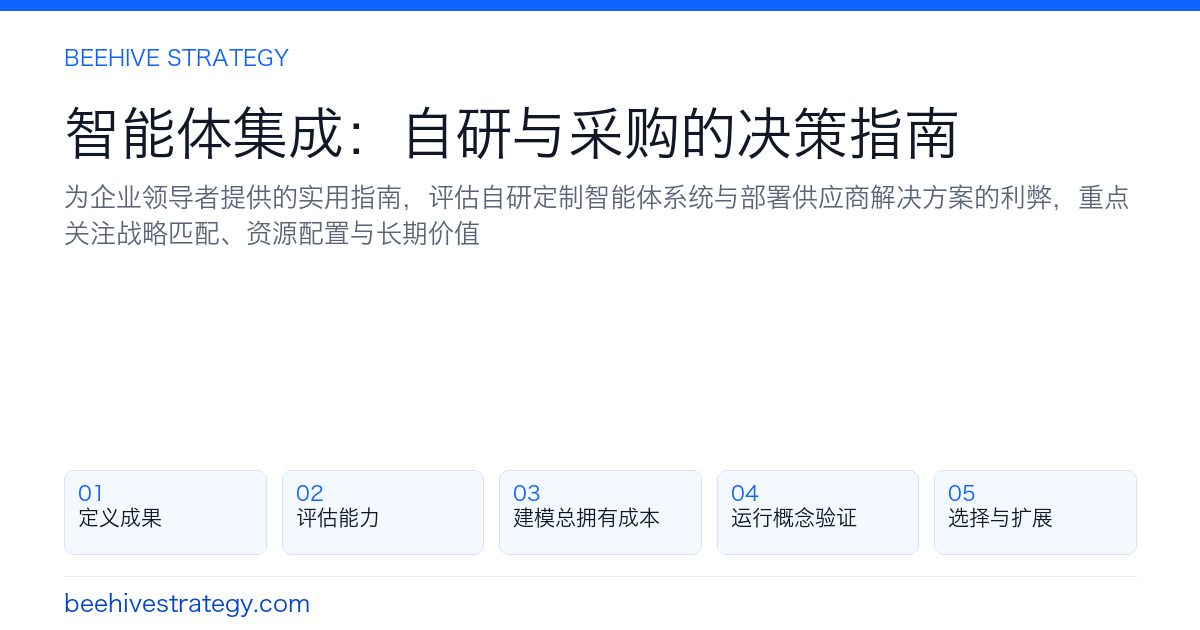 BEEHIVE STRATEGY
智能体集成：自研与采购的决策指南
为企业领导者提供的实用指南，评估自研定制智能体系统与部署供应商解决方案的利弊，重点
关注战略匹配、资源配置与长期价值
01
定义成果
02
评估能力
03
建模总拥有成本
04
运行概念验证
05
选择与扩展
beehivestrategy.com